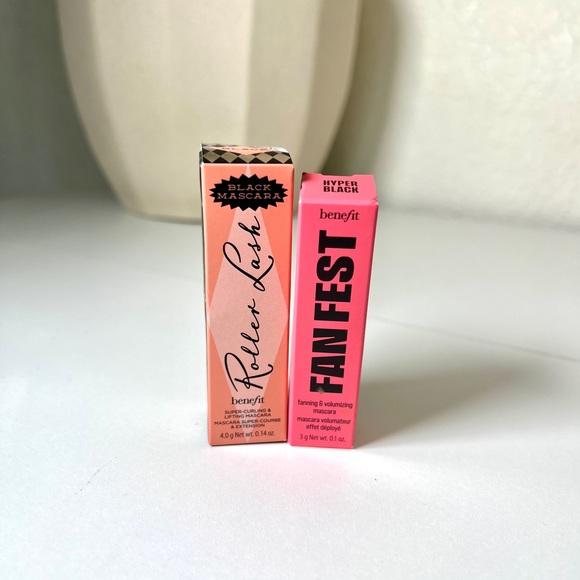 BLACK
MASCARA
Roller Lash
benefit
SUPER-CURLING &
LIFTING MASCARA
MASCARA SUPER-COURBE
& EXTENSION
4.0 g Net wt. 0.14 oz.
HYPER
BLACK
benefit
FAN FEST
fanning & volumizing
mascara
mascara volumateur
effet déployé
3 g Net wt. 0.1 oz.